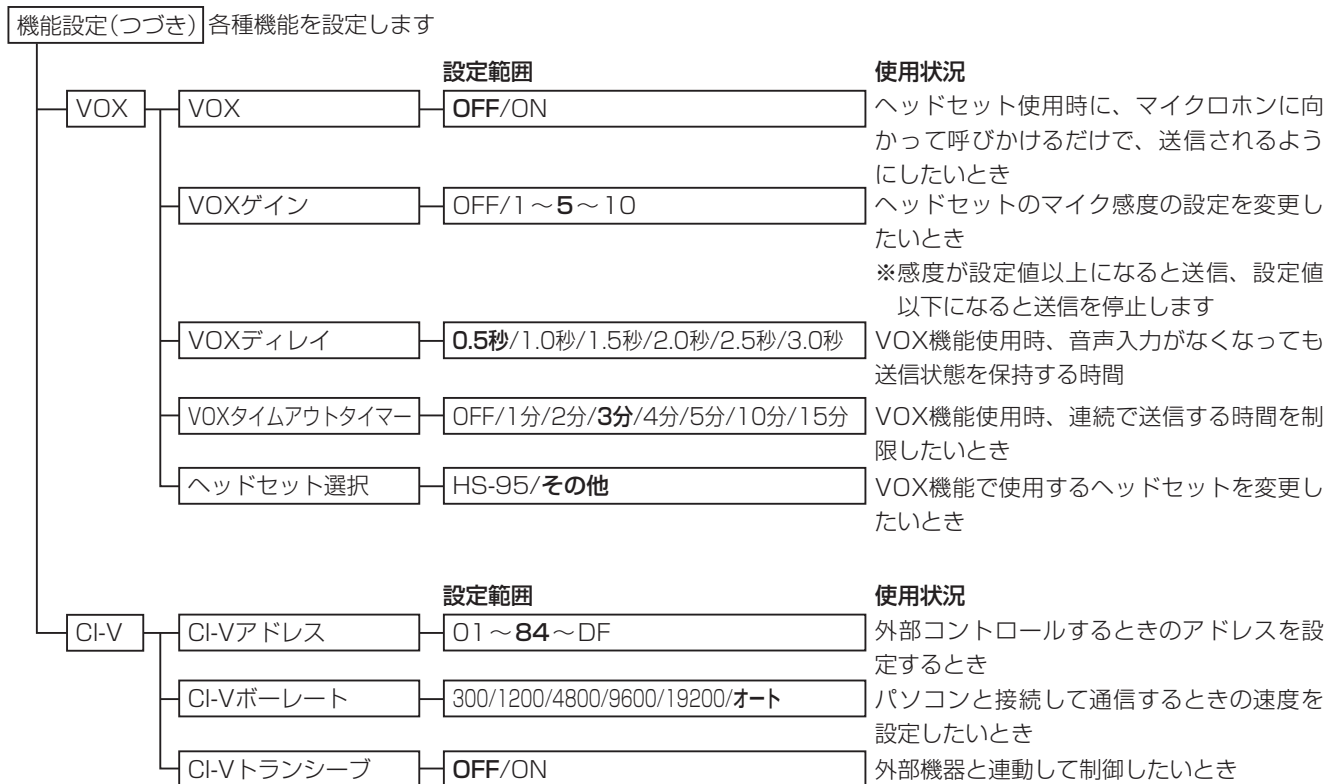 機能設定(つづき) 各種機能を設定します
設定範囲 使用状況
VOX VOX OFF/ON ヘッドセット使用時に、マイクロホンに向
かって呼びかけるだけで、送信されるよう
にしたいとき
VOXゲイン OFF/1～5～10 ヘッドセットのマイク感度の設定を変更し
たいとき
※感度が設定値以上になると送信、設定値
以下になると送信を停止します
VOXディレイ 0.5秒/1.0秒/1.5秒/2.0秒/2.5秒/3.0秒 VOX機能使用時、音声入力がなくなっても
送信状態を保持する時間
VOXタイムアウトタイマー OFF/1分/2分/3分/4分/5分/10分/15分 VOX機能使用時、連続で送信する時間を制
限したいとき
ヘッドセット選択 HS-95/その他 VOX機能で使用するヘッドセットを変更し
たいとき
設定範囲 使用状況
CI-V CI-Vアドレス 01～84～DF 外部コントロールするときのアドレスを設
定するとき
CI-Vボーレート 300/1200/4800/9600/19200/オート パソコンと接続して通信するときの速度を
設定したいとき
CI-Vトランシーブ OFF/ON 外部機器と連動して制御したいとき